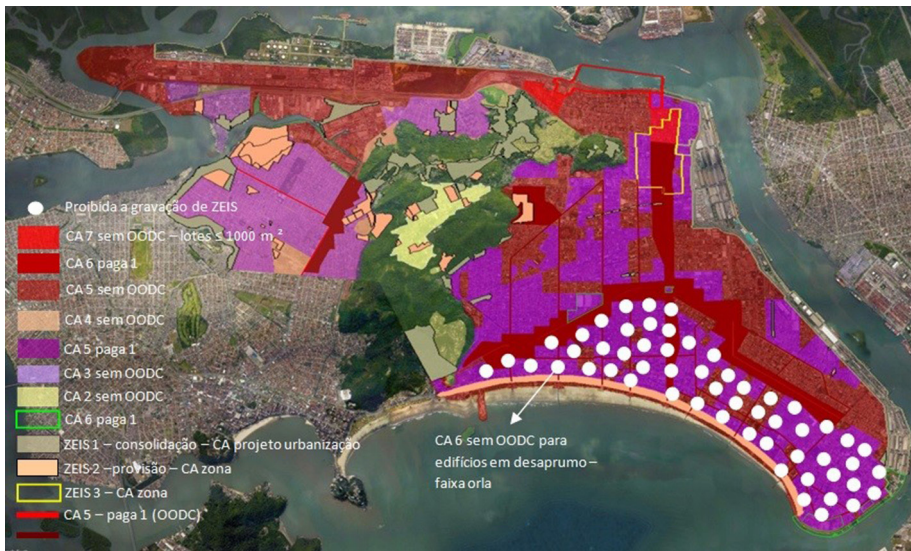 Proibida a gravação de ZEIS
CA 7 sem OODC – lotes ≤ 1000 m ²
CA 6 paga 1
CA 5 sem OODC
CA 4 sem OODC
CA 5 paga 1
CA 3 sem OODC
CA 2 sem OODC
CA 6 paga 1
ZEIS 1 – consolidação – CA projeto urbanização
ZEIS 2 – provisão – CA zona
ZEIS 3 – CA zona
CA 5 – paga 1 (OODC)
CA 6 sem OODC para
edifícios em desaprumo –
faixa orla